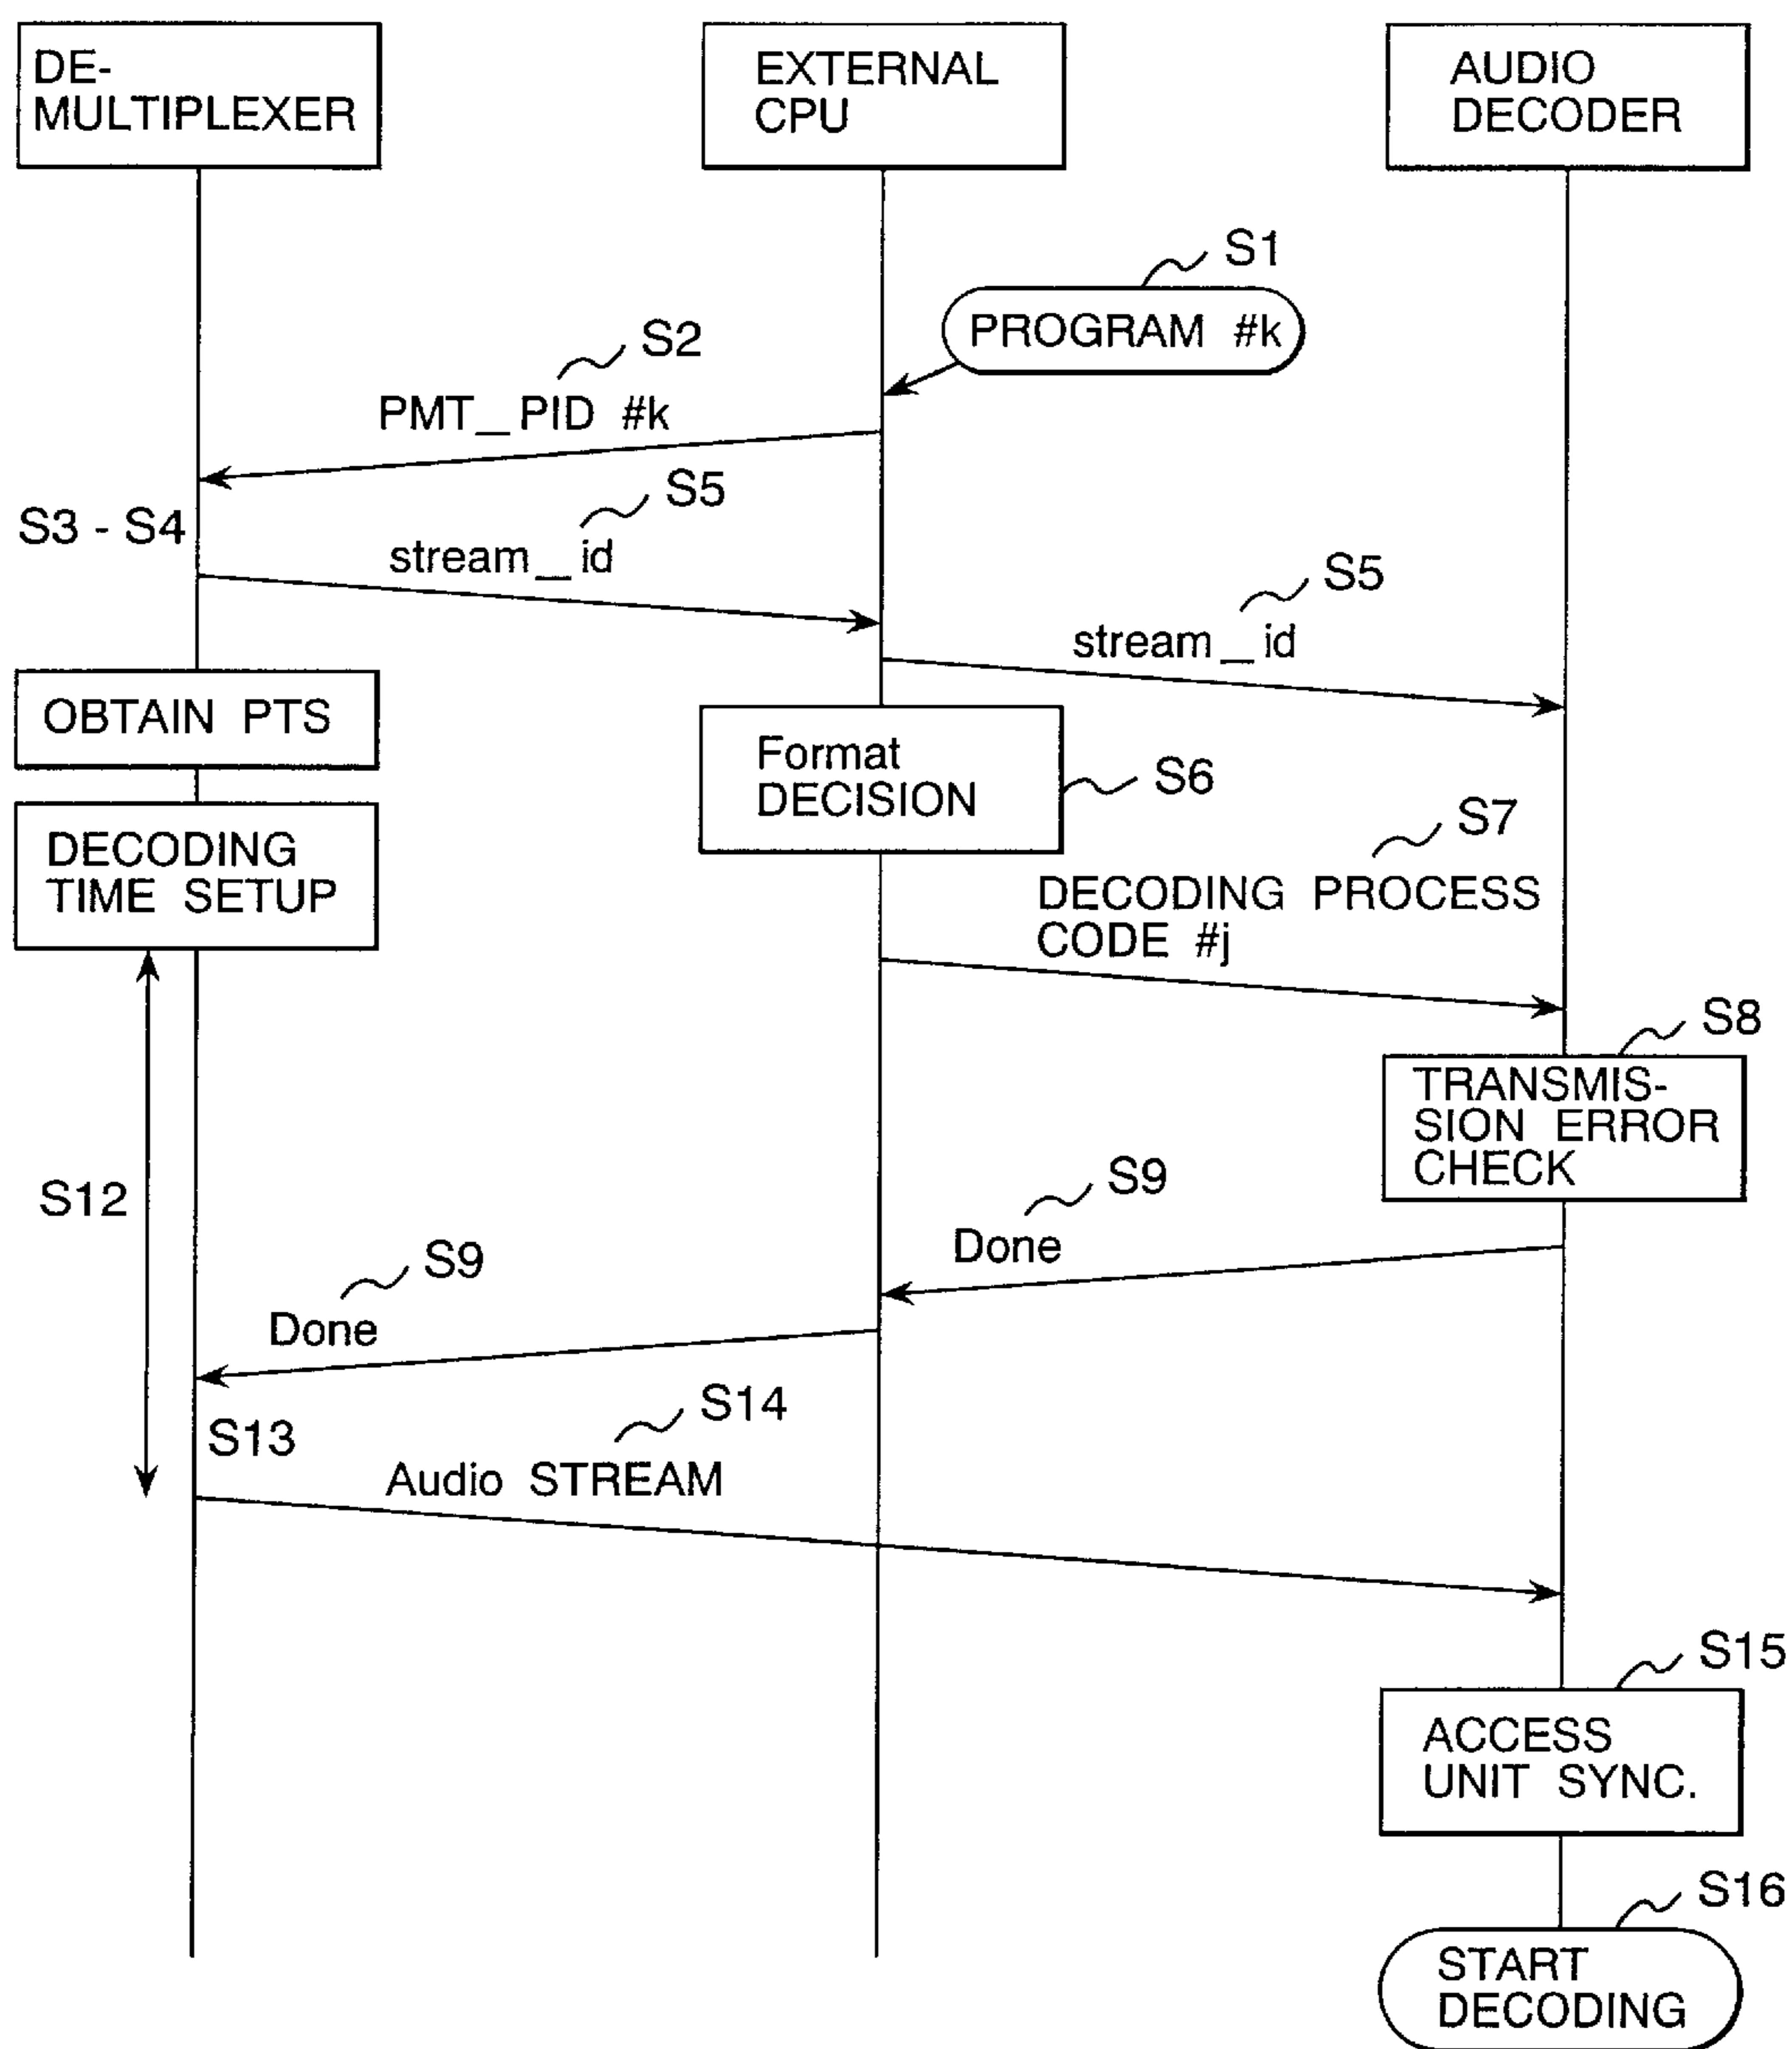 DE-
MULTIPLEXER
EXTERNAL
CPU
AUDIO
DECODER
S1
PROGRAM #k
S2
PMT_PID #k
S3 - S4
S5
stream_id
S5
stream_id
OBTAIN PTS
Format
DECISION
S6
DECODING
TIME SETUP
S7
DECODING PROCESS
CODE #j
S8
TRANSMIS-
SION ERROR
CHECK
S12
S9
Done
S9
Done
S13
S14
Audio STREAM
S15
ACCESS
UNIT SYNC.
S16
START
DECODING